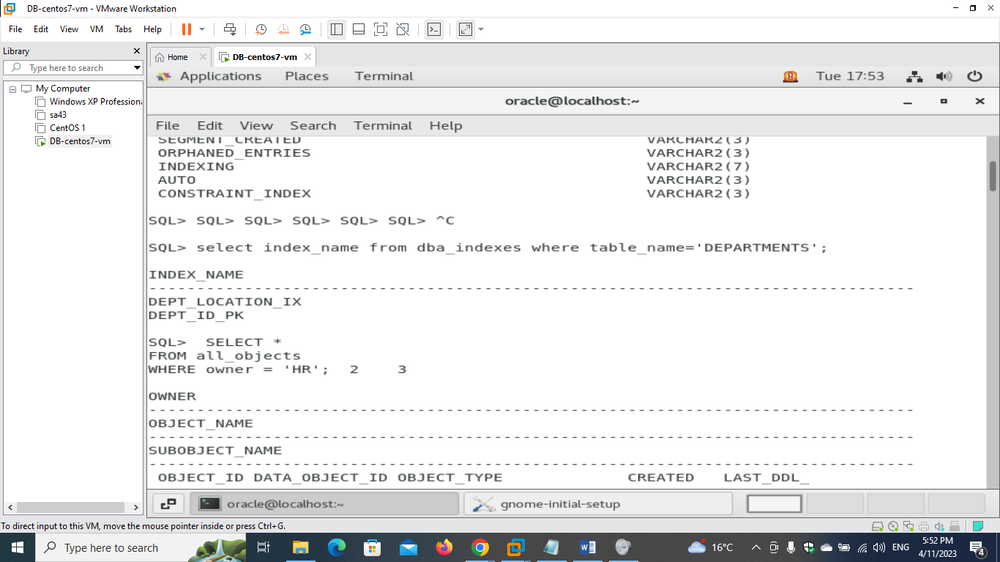 DB-centos7-vm - VMware Workstation
File Edit View VM Tabs Help
Library
Type here to search
My Computer
Windows XP Professiona
sa43
CentOS 1
DB-centos7-vm
Home
DB-centos7-vm
Applications Places Terminal Tue 17:53
oracle@localhost:~
File Edit View Search Terminal Help
SEGMENT_CREATED VARCHAR2(3)
ORPHANED_ENTRIES VARCHAR2(3)
INDEXING VARCHAR2(7)
AUTO VARCHAR2(3)
CONSTRAINT_INDEX VARCHAR2(3)
SQL> SQL> SQL> SQL> SQL> SQL> ^C
SQL> select index_name from dba_indexes where table_name='DEPARTMENTS';
INDEX_NAME
--------------------------------------------------------------------------------
DEPT_LOCATION_IX
DEPT_ID_PK
SQL>  SELECT *
FROM all_objects
WHERE owner = 'HR';  2    3
OWNER
--------------------------------------------------------------------------------
OBJECT_NAME
--------------------------------------------------------------------------------
SUBOBJECT_NAME
--------------------------------------------------------------------------------
OBJECT_ID DATA_OBJECT_ID OBJECT_TYPE CREATED LAST_DDL_
oracle@localhost:~
gnome-initial-setup
To direct input to this VM, move the mouse pointer inside or press Ctrl+G.
Type here to search
16°C
ENG
5:52 PM
4/11/2023
4